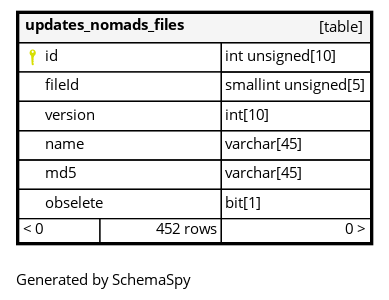 updates_nomads_files [table]
id int unsigned[10]
fileId smallint unsigned[5]
version int[10]
name varchar[45]
md5 varchar[45]
obselete bit[1]
< 0 452 rows 0 >
Generated by SchemaSpy